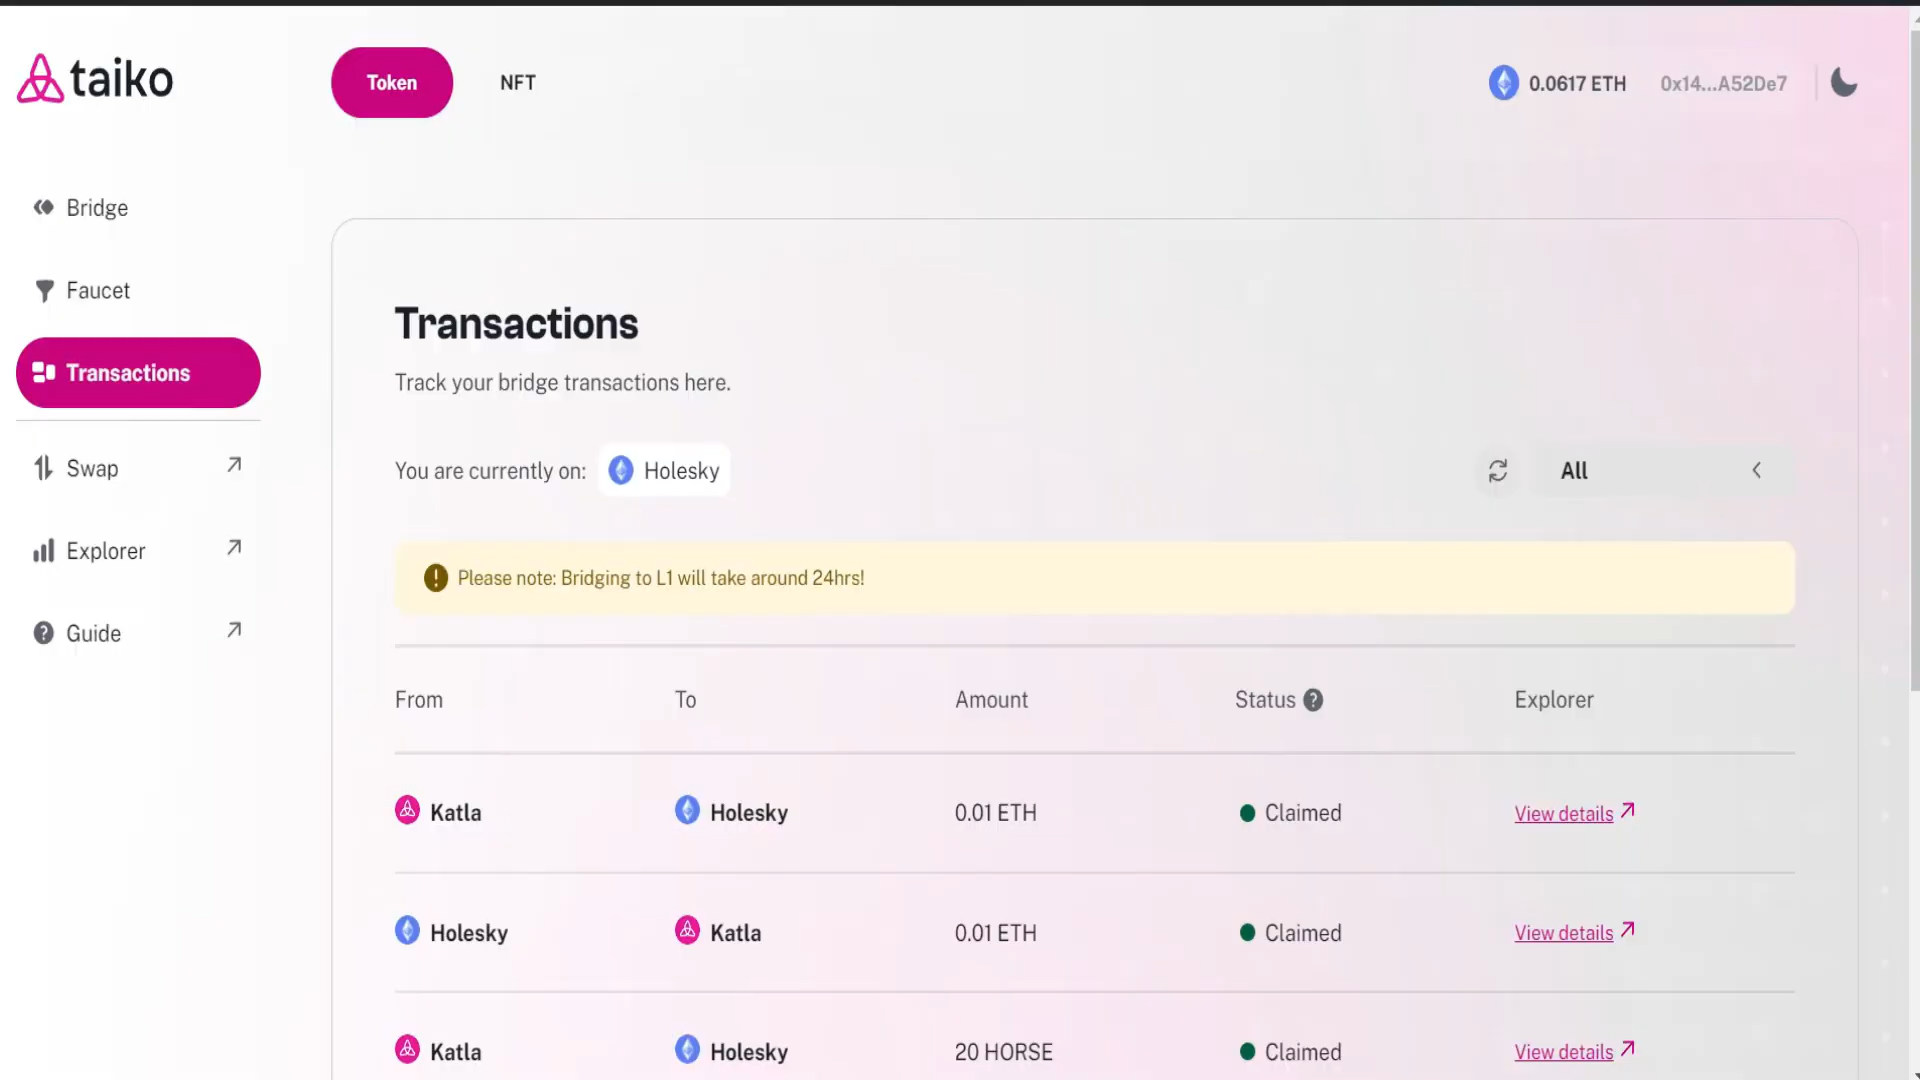 taiko
Token
NFT
0.0617 ETH
0x14...A52De7
Bridge
Faucet
Transactions
Swap
Explorer
Guide
Transactions
Track your bridge transactions here.
You are currently on: Holesky
All
Please note: Bridging to L1 will take around 24hrs!
From To Amount Status ? Explorer
Katla Holesky 0.01 ETH Claimed View details
Holesky Katla 0.01 ETH Claimed View details
Katla Holesky 20 HORSE Claimed View details